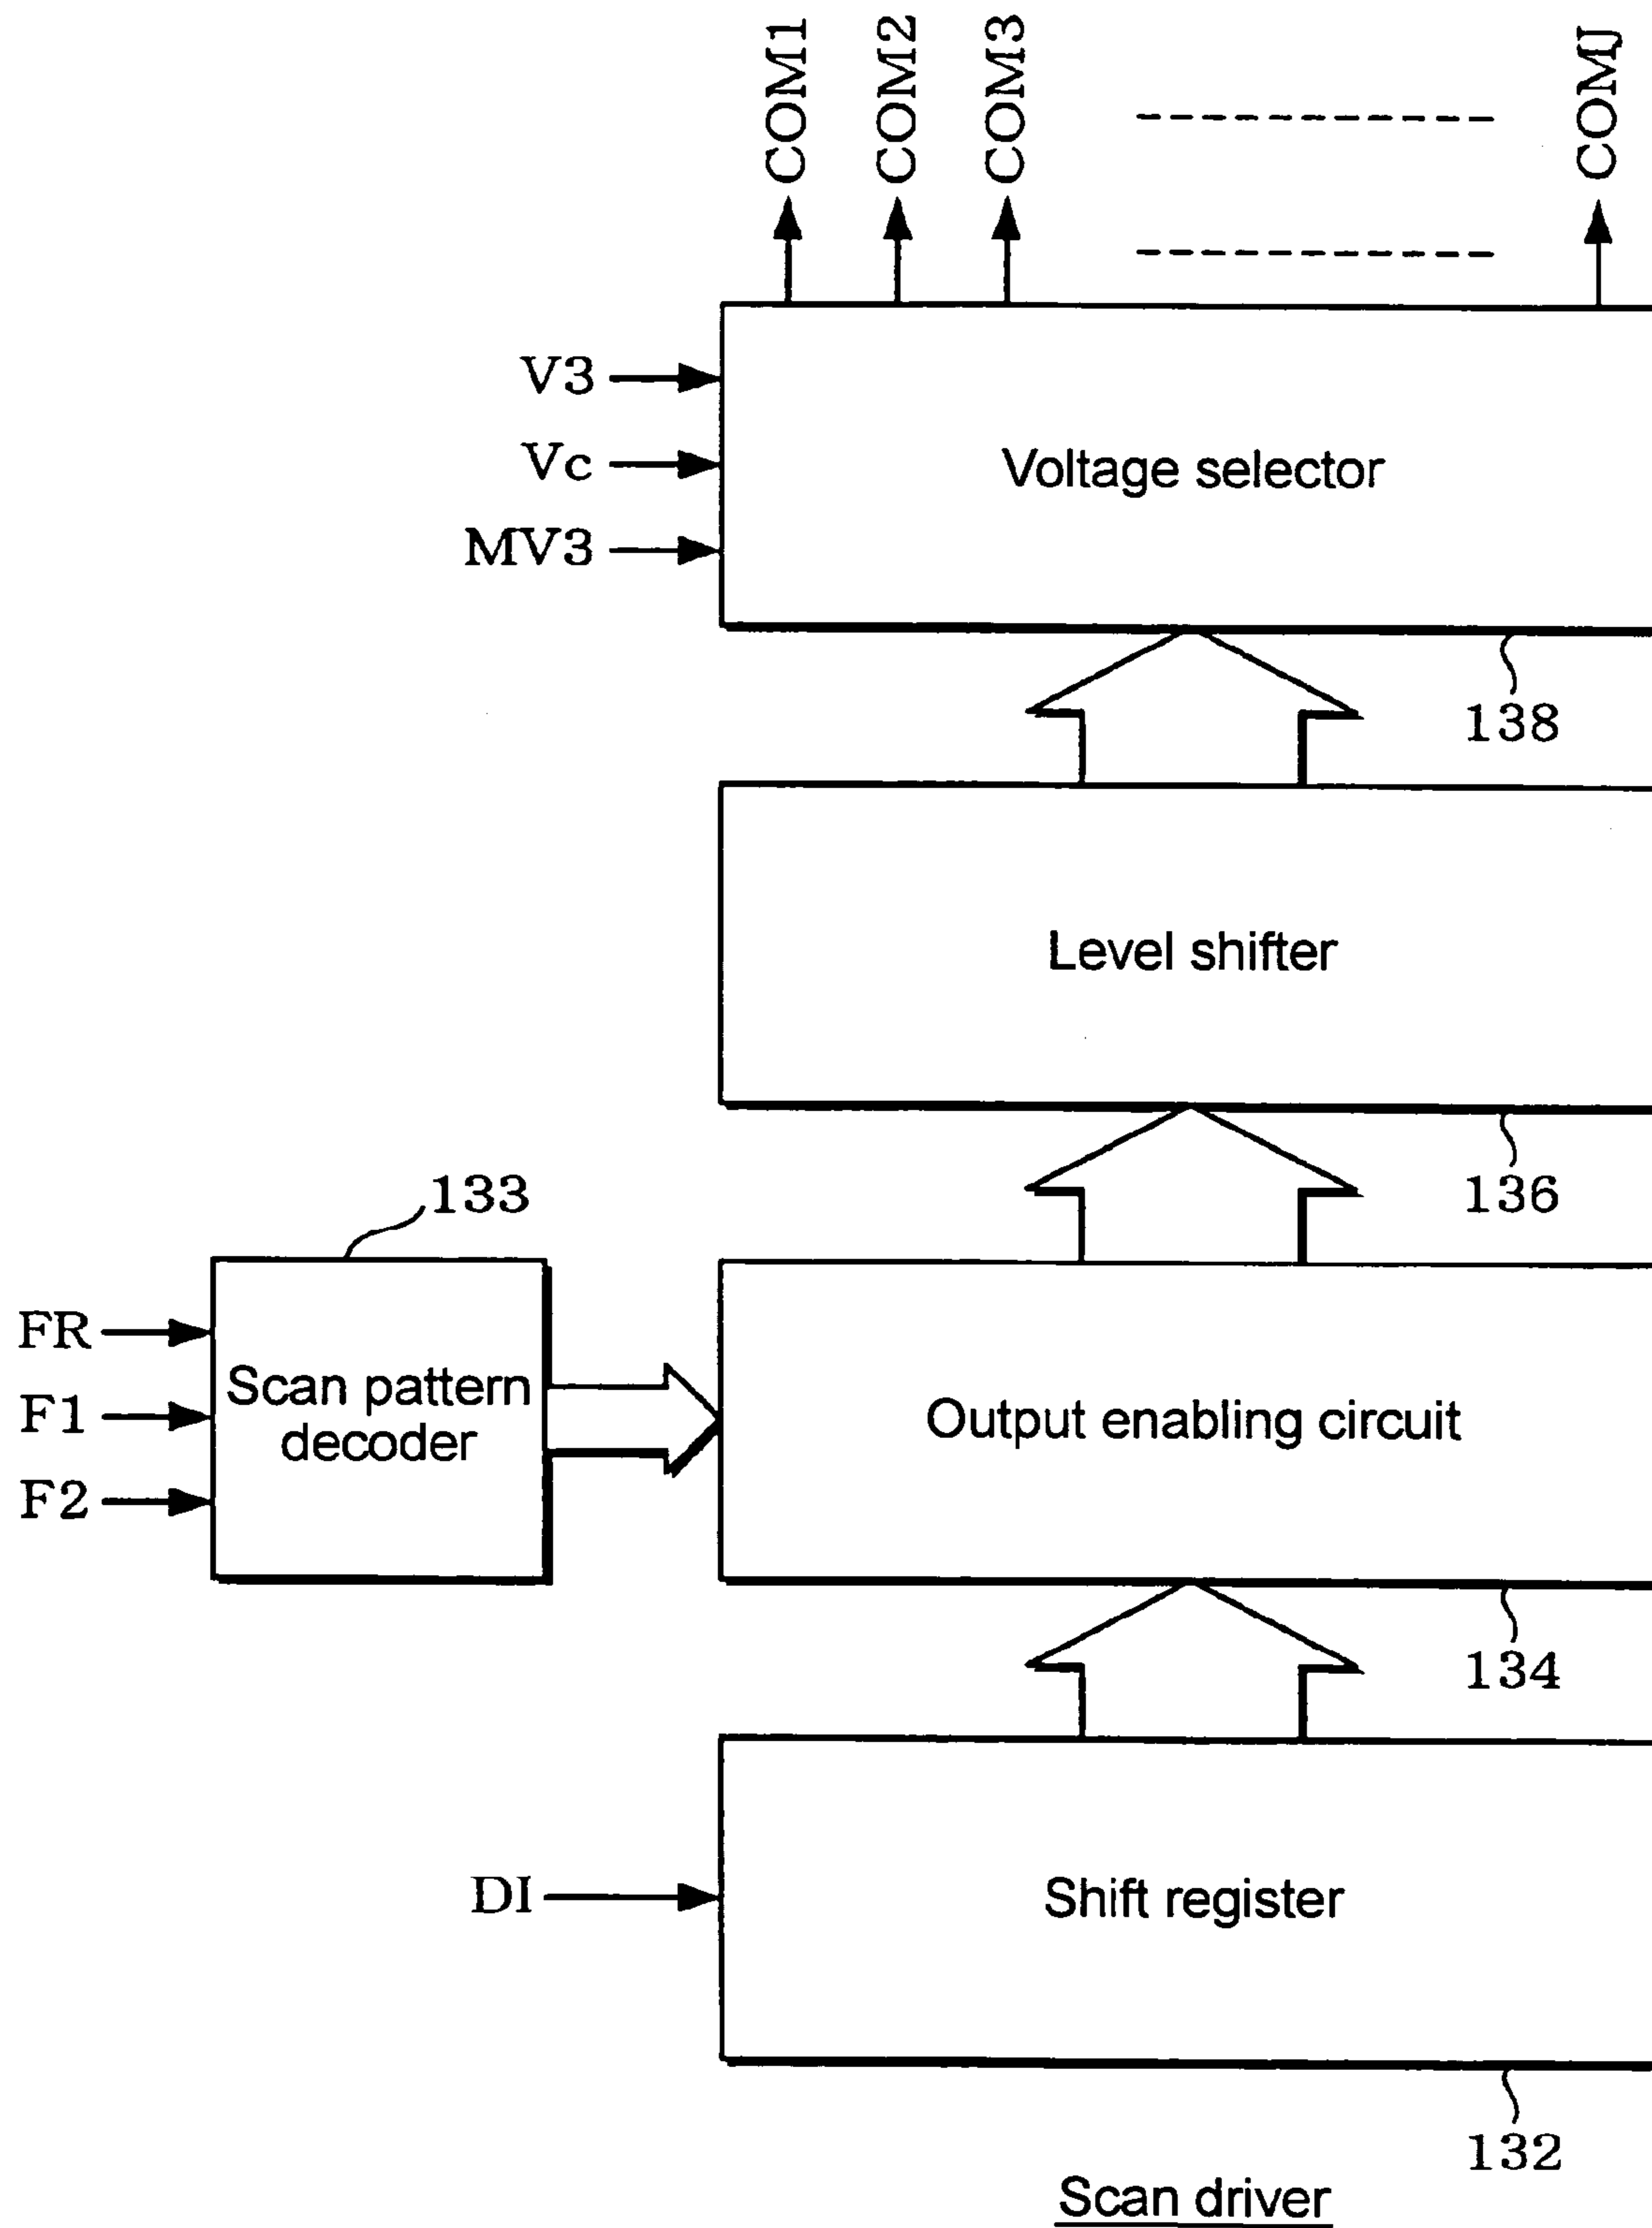 COM1
COM2
COM3
COMJ
V3
Vc
MV3
Voltage selector
138
Level shifter
136
133
FR
F1
F2
Scan pattern
decoder
Output enabling circuit
134
DI
Shift register
132
Scan driver